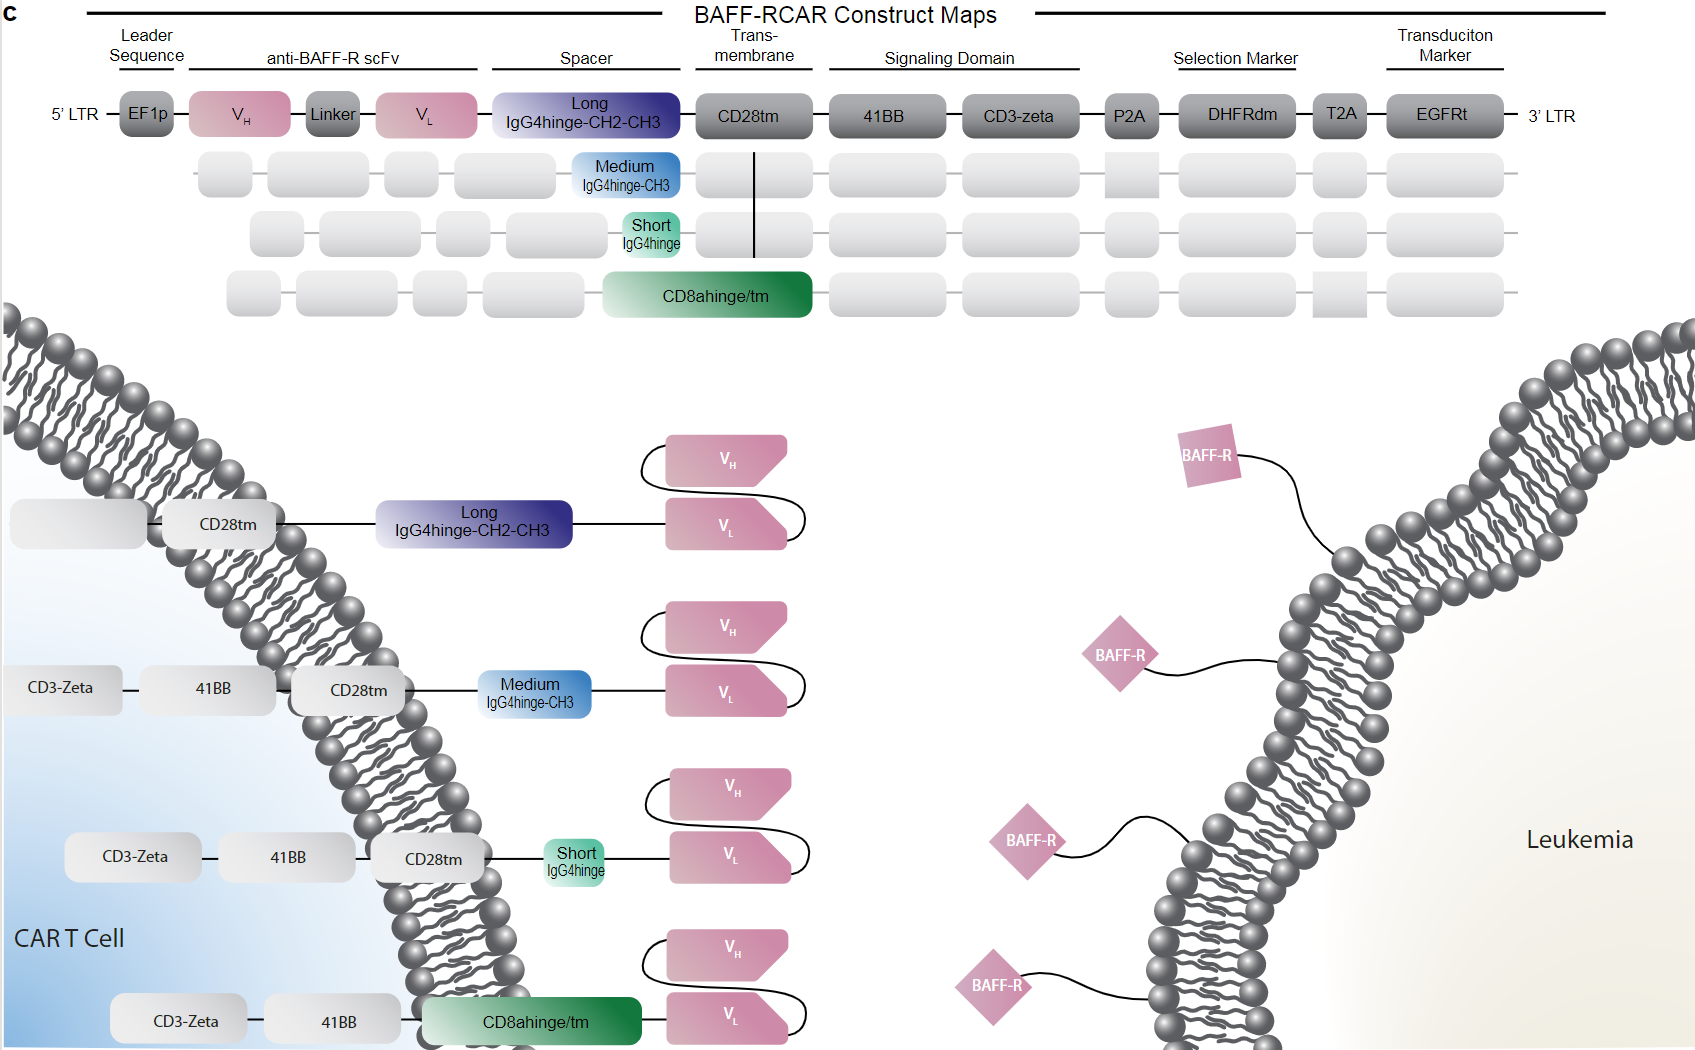 c
BAFF-RCAR Construct Maps
Leader
Sequence
anti-BAFF-R scFv
Spacer
Trans-
membrane
Signaling Domain
Selection Marker
Transduciton
Marker
5’ LTR
EF1p
VH
Linker
VL
Long
IgG4hinge-CH2-CH3
CD28tm
41BB
CD3-zeta
P2A
DHFRdm
T2A
EGFRt
3’ LTR
Medium
IgG4hinge-CH3
Short
IgG4hinge
CD8ahinge/tm
VH
BAFF-R
CD28tm
Long
IgG4hinge-CH2-CH3
VL
VH
BAFF-R
CD3-Zeta
41BB
CD28tm
Medium
IgG4hinge-CH3
VL
VH
BAFF-R
Leukemia
CD3-Zeta
41BB
CD28tm
Short
IgG4hinge
VL
CAR T Cell
VH
BAFF-R
CD3-Zeta
41BB
CD8ahinge/tm
VL